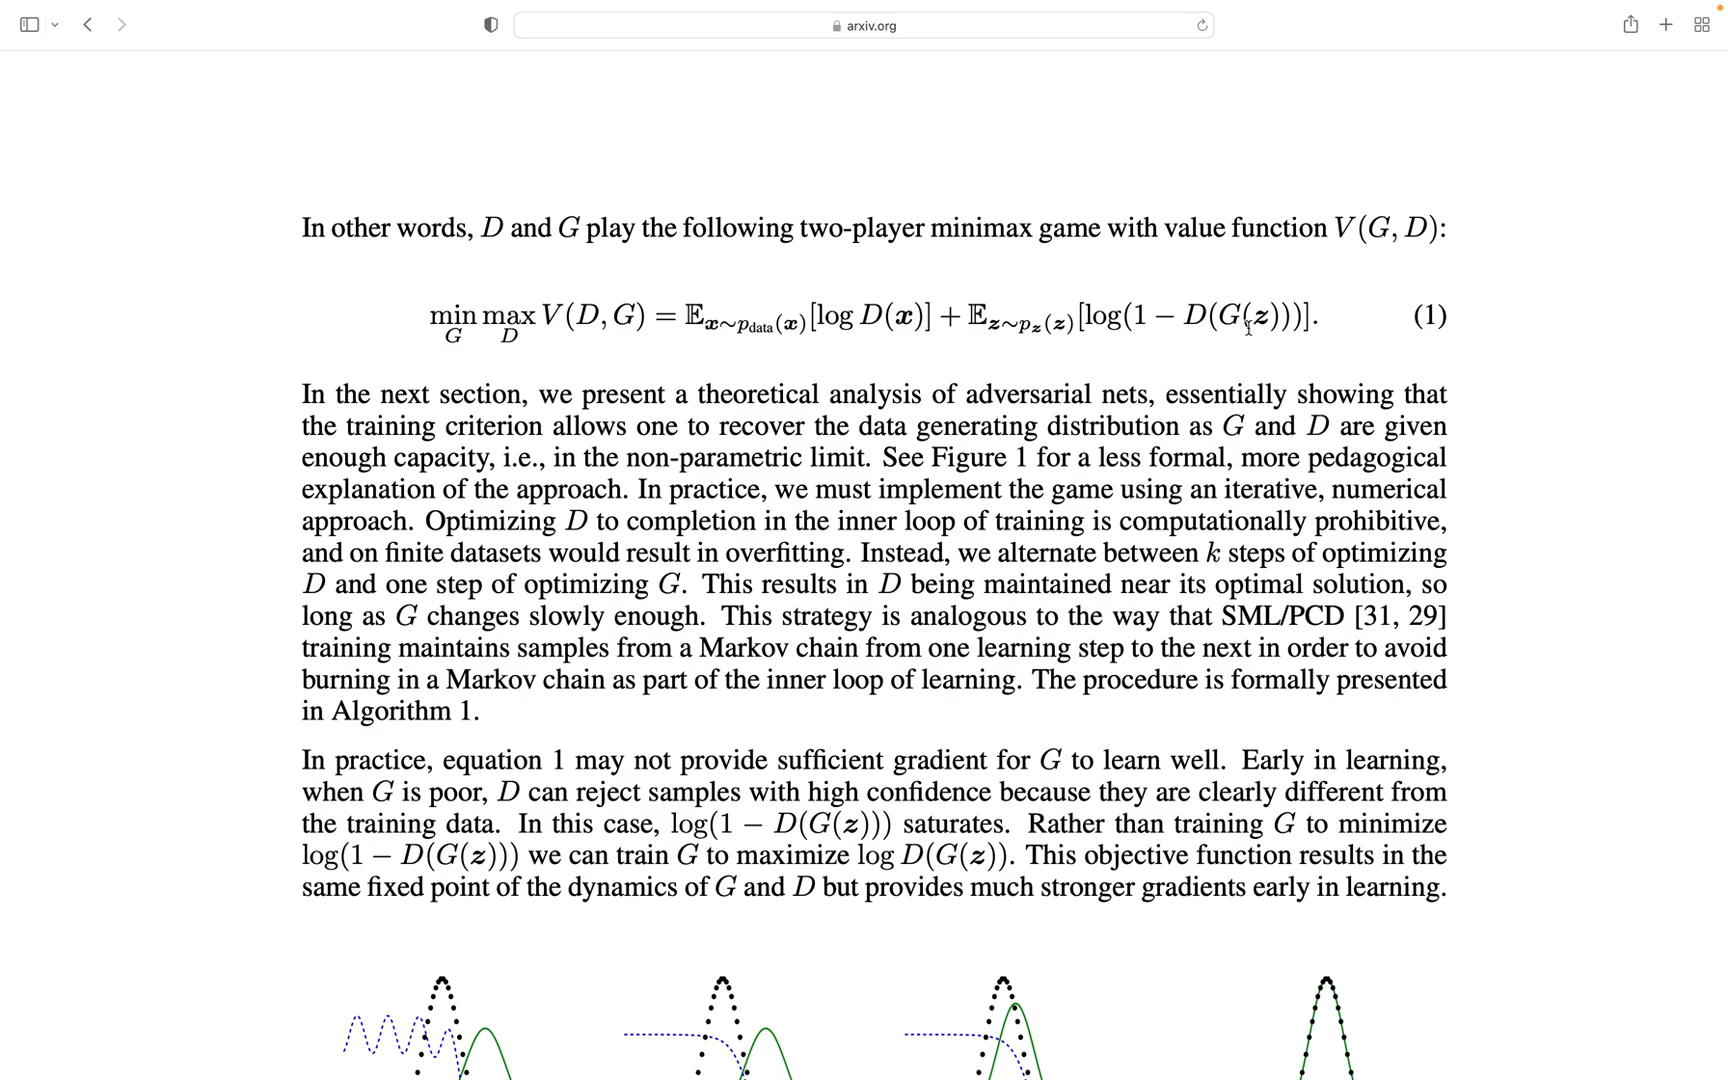 arxiv.org
In other words, D and G play the following two-player minimax game with value function V(G, D):
min_G max_D V(D, G) = 𝔼_{x∼p_data(x)}[log D(x)] + 𝔼_{z∼p_z(z)}[log(1 − D(G(z)))]. (1)
In the next section, we present a theoretical analysis of adversarial nets, essentially showing that
the training criterion allows one to recover the data generating distribution as G and D are given
enough capacity, i.e., in the non-parametric limit. See Figure 1 for a less formal, more pedagogical
explanation of the approach. In practice, we must implement the game using an iterative, numerical
approach. Optimizing D to completion in the inner loop of training is computationally prohibitive,
and on finite datasets would result in overfitting. Instead, we alternate between k steps of optimizing
D and one step of optimizing G. This results in D being maintained near its optimal solution, so
long as G changes slowly enough. This strategy is analogous to the way that SML/PCD [31, 29]
training maintains samples from a Markov chain from one learning step to the next in order to avoid
burning in a Markov chain as part of the inner loop of learning. The procedure is formally presented
in Algorithm 1.
In practice, equation 1 may not provide sufficient gradient for G to learn well. Early in learning,
when G is poor, D can reject samples with high confidence because they are clearly different from
the training data. In this case, log(1 − D(G(z))) saturates. Rather than training G to minimize
log(1 − D(G(z))) we can train G to maximize log D(G(z)). This objective function results in the
same fixed point of the dynamics of G and D but provides much stronger gradients early in learning.